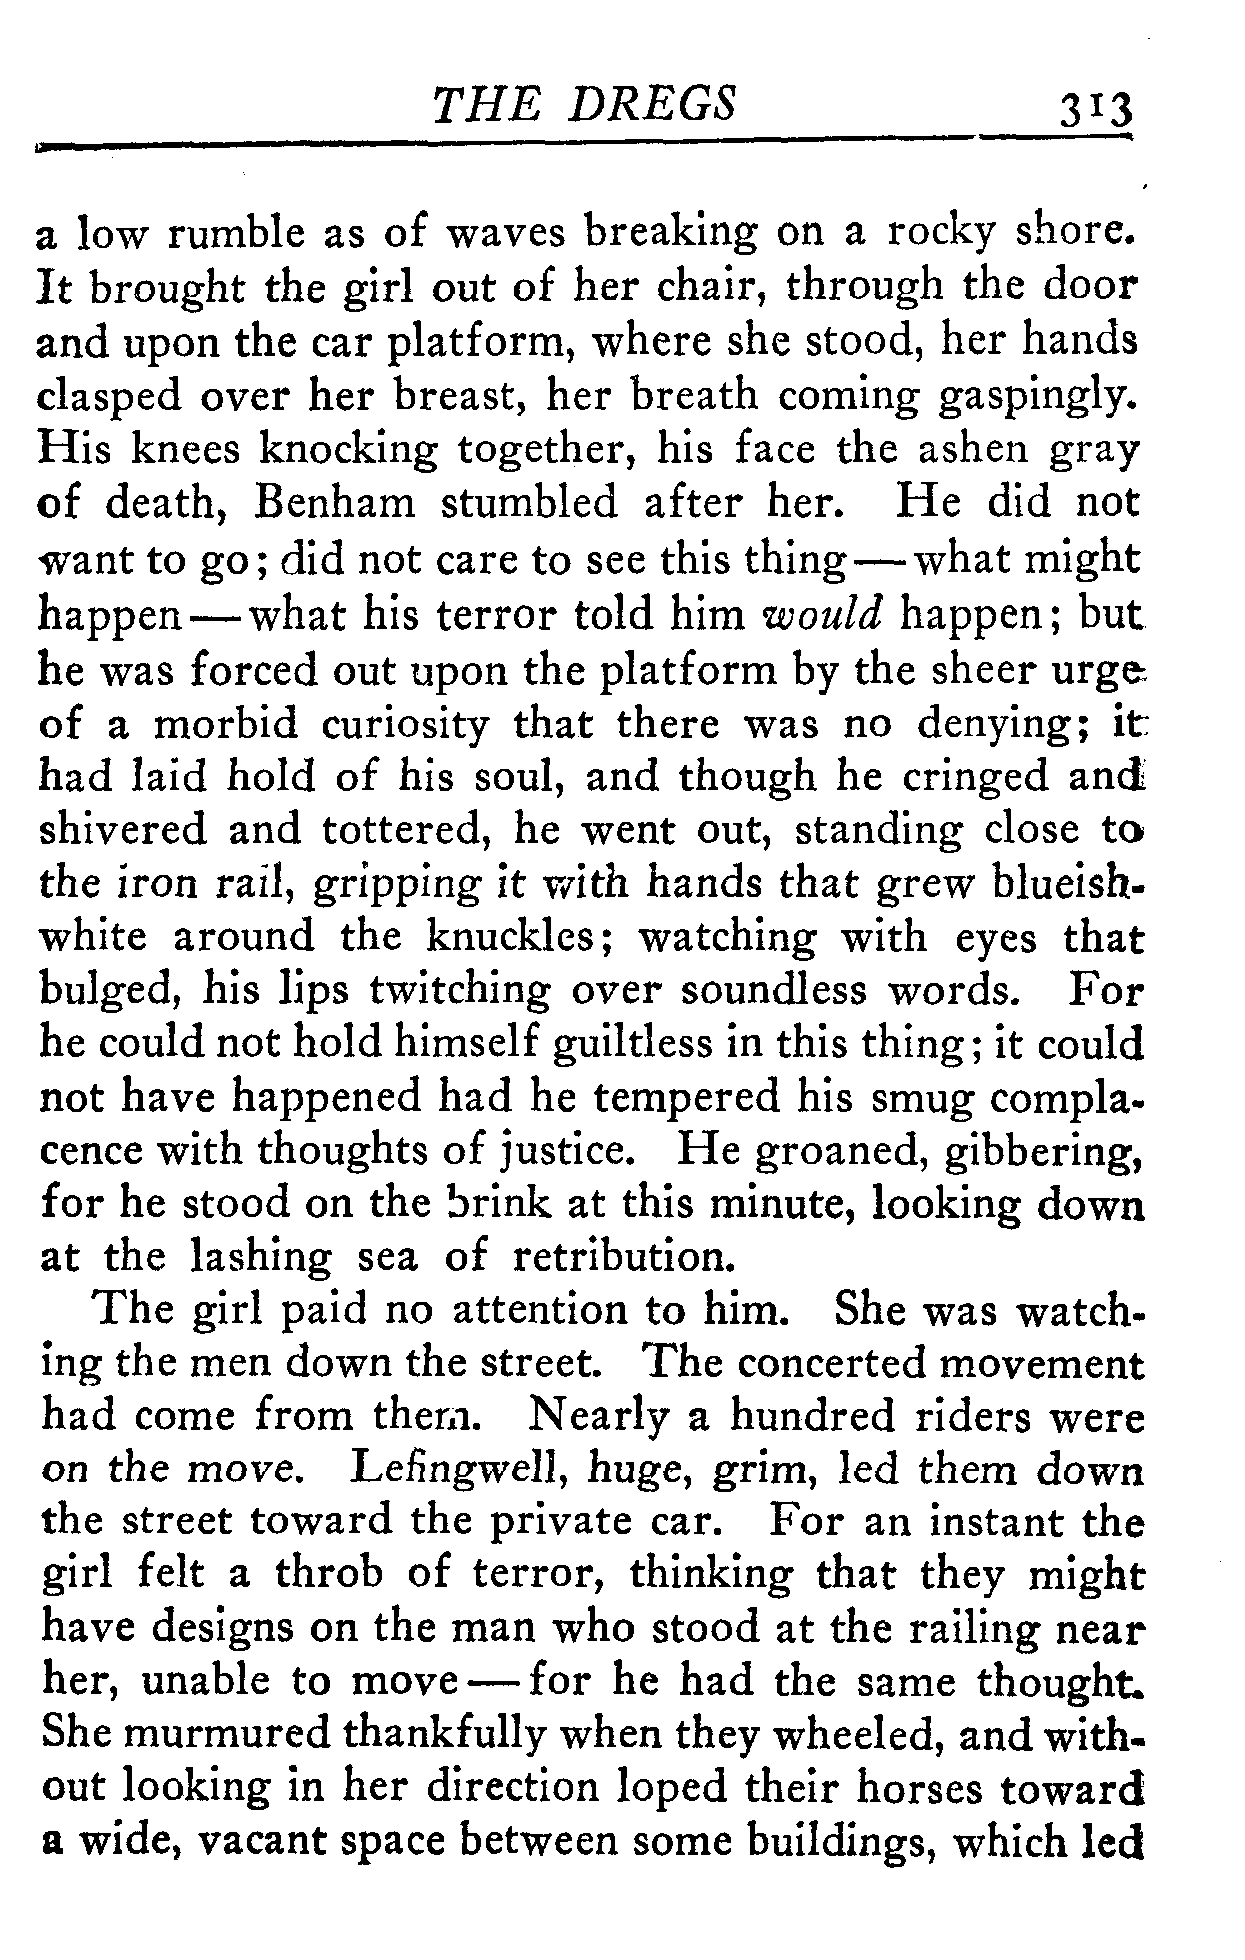 THE DREGS 313
a low rumble as of waves breaking on a rocky shore.
It brought the girl out of her chair, through the door
and upon the car platform, where she stood, her hands
clasped over her breast, her breath coming gaspingly.
His knees knocking together, his face the ashen gray
of death, Benham stumbled after her. He did not
want to go; did not care to see this thing—what might
happen—what his terror told him would happen; but
he was forced out upon the platform by the sheer urge
of a morbid curiosity that there was no denying; it
had laid hold of his soul, and though he cringed and
shivered and tottered, he went out, standing close to
the iron rail, gripping it with hands that grew blueish-
white around the knuckles; watching with eyes that
bulged, his lips twitching over soundless words. For
he could not hold himself guiltless in this thing; it could
not have happened had he tempered his smug compla-
cence with thoughts of justice. He groaned, gibbering,
for he stood on the brink at this minute, looking down
at the lashing sea of retribution.
The girl paid no attention to him. She was watch-
ing the men down the street. The concerted movement
had come from them. Nearly a hundred riders were
on the move. Lefingwell, huge, grim, led them down
the street toward the private car. For an instant the
girl felt a throb of terror, thinking that they might
have designs on the man who stood at the railing near
her, unable to move—for he had the same thought.
She murmured thankfully when they wheeled, and with-
out looking in her direction loped their horses toward
a wide, vacant space between some buildings, which led